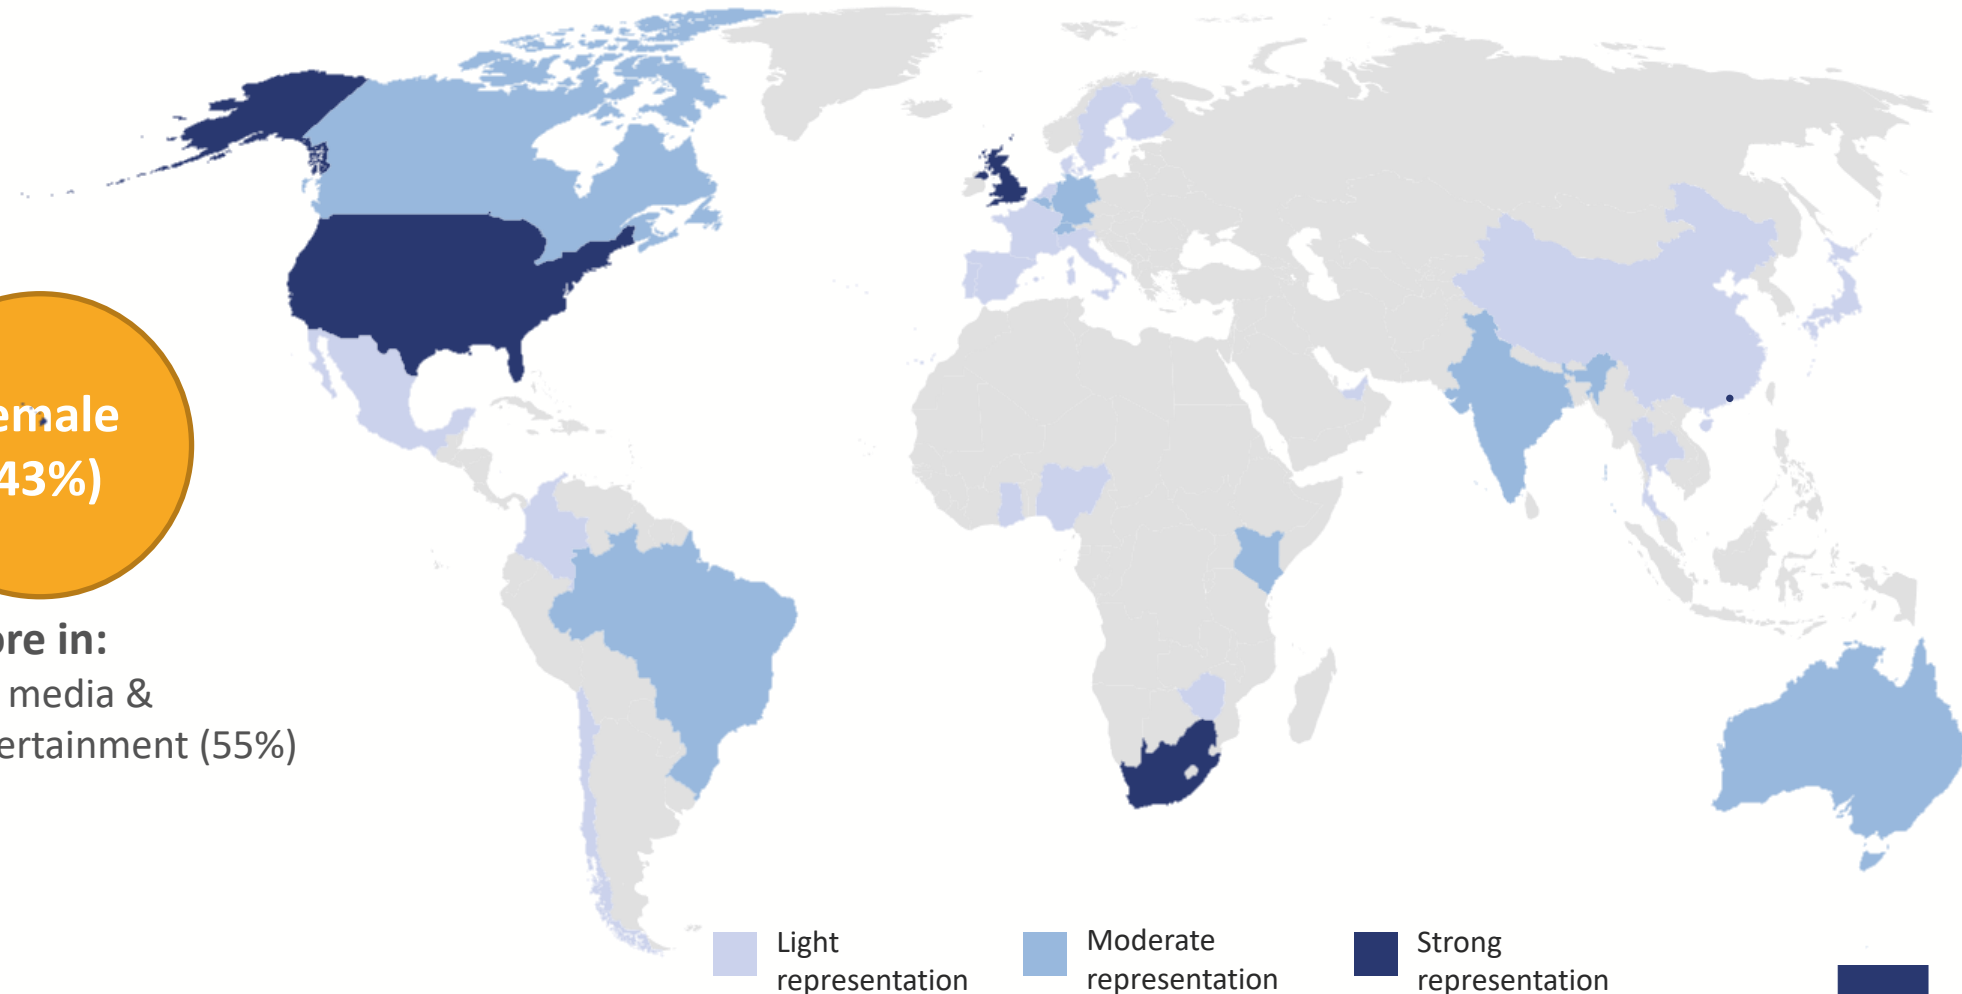 emale
43%)
ore in:
media &
ertainment (55%)
Light
representation
Moderate
representation
Strong
representation